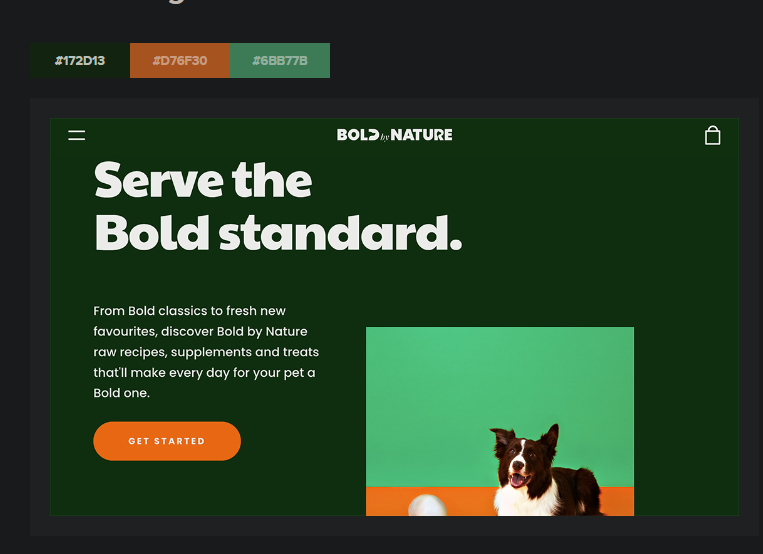 #172D13
#D76F30
#6BB77B
BOLD by NATURE
Serve the
Bold standard.
From Bold classics to fresh new
favourites, discover Bold by Nature
raw recipes, supplements and treats
that'll make every day for your pet a
Bold one.
GET STARTED